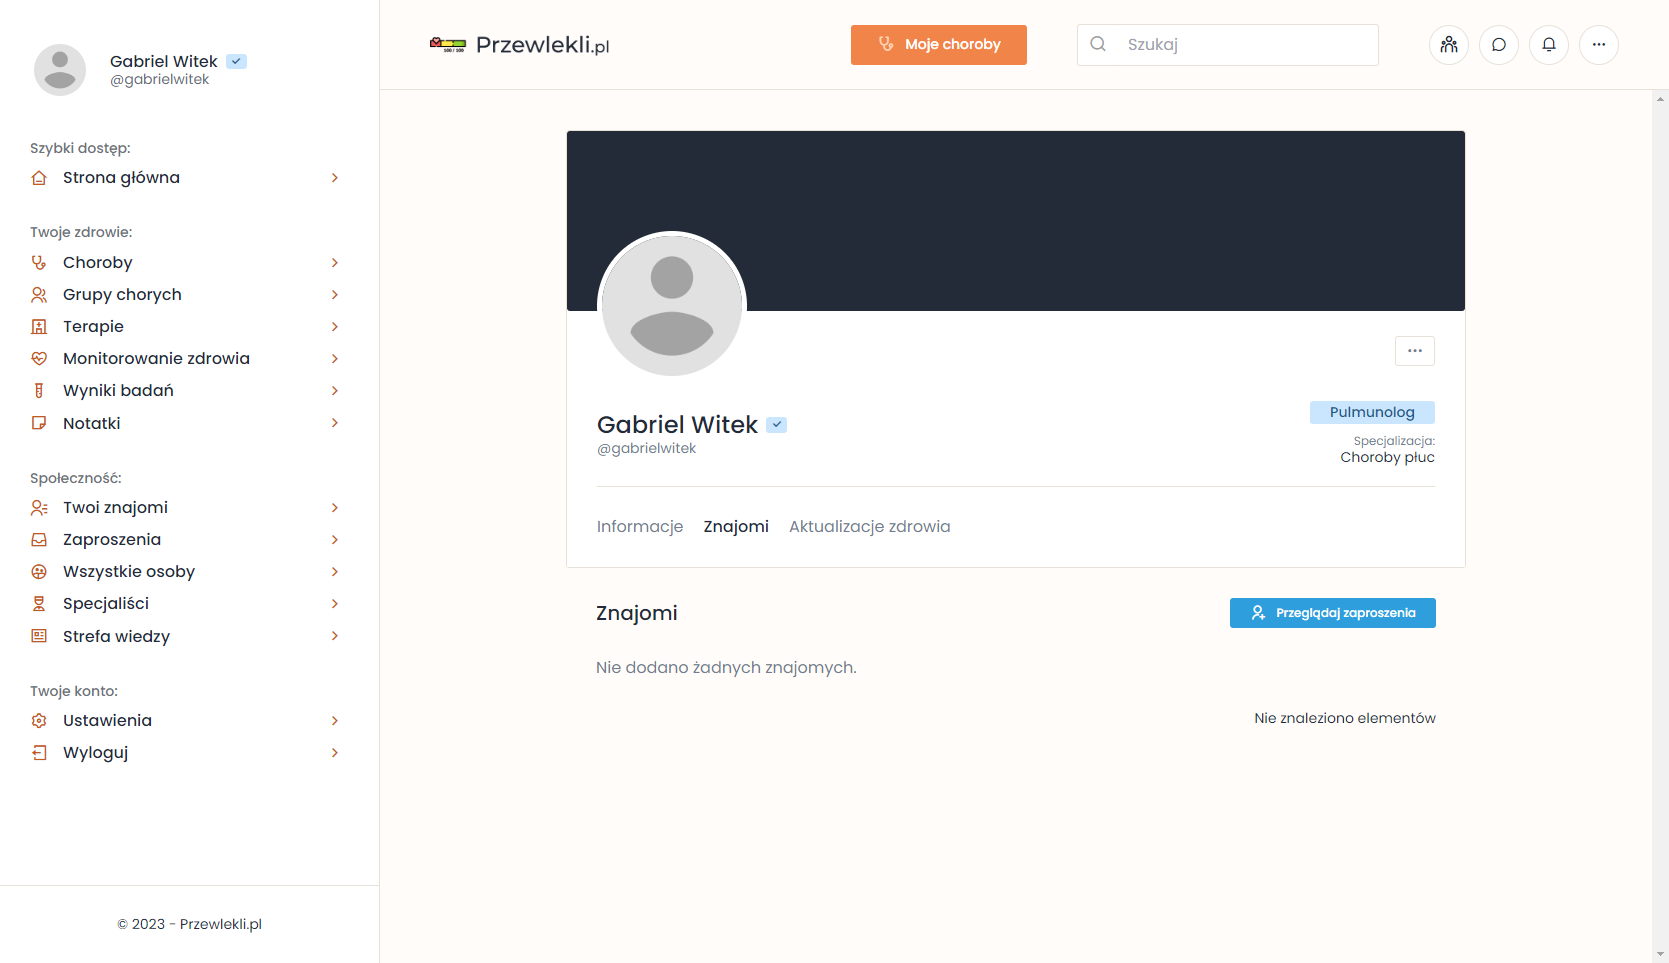 Gabriel Witek
@gabrielwitek
Szybki dostęp:
Strona główna
Twoje zdrowie:
Choroby
Grupy chorych
Terapie
Monitorowanie zdrowia
Wyniki badań
Notatki
Społeczność:
Twoi znajomi
Zaproszenia
Wszystkie osoby
Specjaliści
Strefa wiedzy
Twoje konto:
Ustawienia
Wyloguj
© 2023 - Przewlekli.pl
100 / 100
Przewlekli.pl
Moje choroby
Szukaj
Gabriel Witek
@gabrielwitek
Pulmunolog
Specjalizacja:
Choroby płuc
Informacje Znajomi Aktualizacje zdrowia
Znajomi
Przeglądaj zaproszenia
Nie dodano żadnych znajomych.
Nie znaleziono elementów